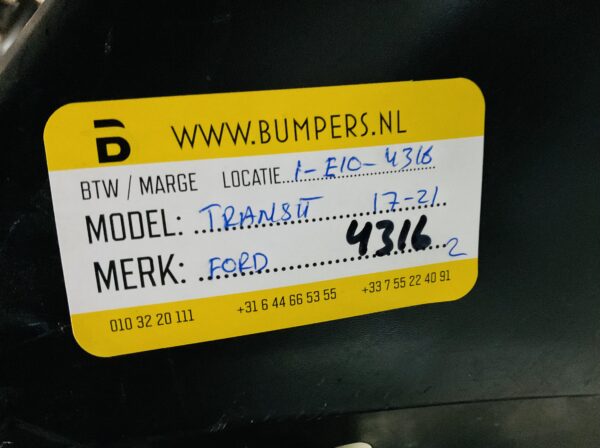 B WWW.BUMPERS.NL
BTW / MARGE LOCATIE 1-E10-4316
MODEL: TRANSIT 17-21
MERK: FORD 4316 2
010 32 20 111 +31 6 44 66 53 55 +33 7 55 22 40 91